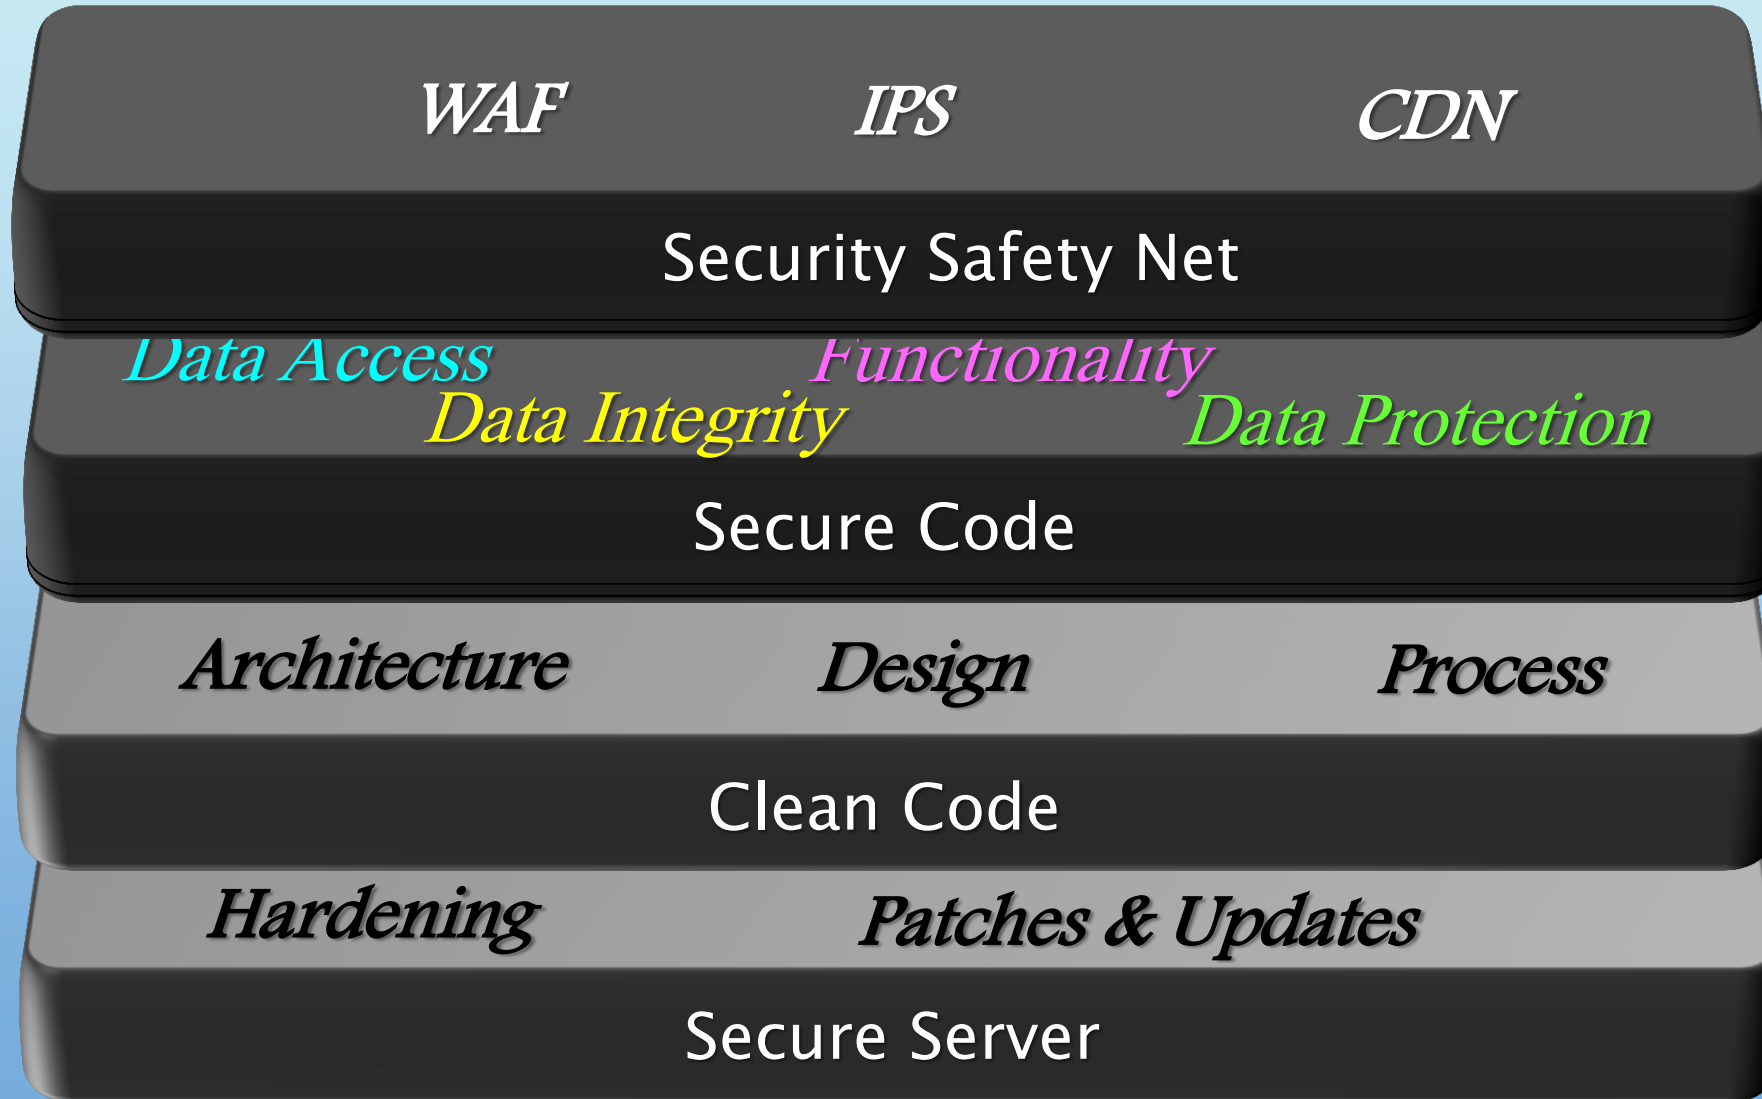 WAF IPS CDN
Security Safety Net
Data Access Functionality
Data Integrity Data Protection
Secure Code
Architecture Design Process
Clean Code
Hardening Patches & Updates
Secure Server